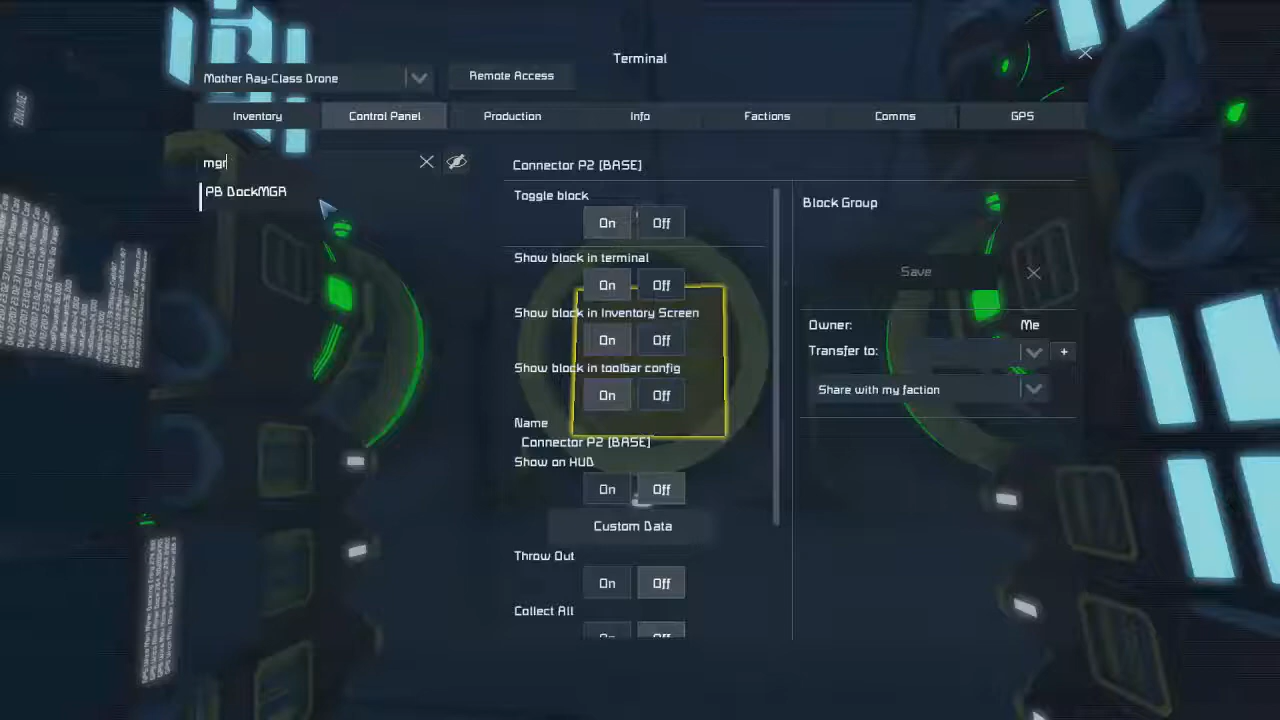 Terminal
Mother Ray-Class Drone
Remote Access
Inventory
Control Panel
Production
Info
Factions
Comms
GPS
mgr
PB DockMGR
Connector P2 [BASE]
Toggle block
On
Off
Show block in terminal
On
Off
Show block in Inventory Screen
On
Off
Show block in toolbar config
On
Off
Name
Connector P2 [BASE]
Show on HUD
On
Off
Custom Data
Throw Out
On
Off
Collect All
On
Off
Block Group
Save
Owner:
Me
Transfer to:
+
Share with my faction